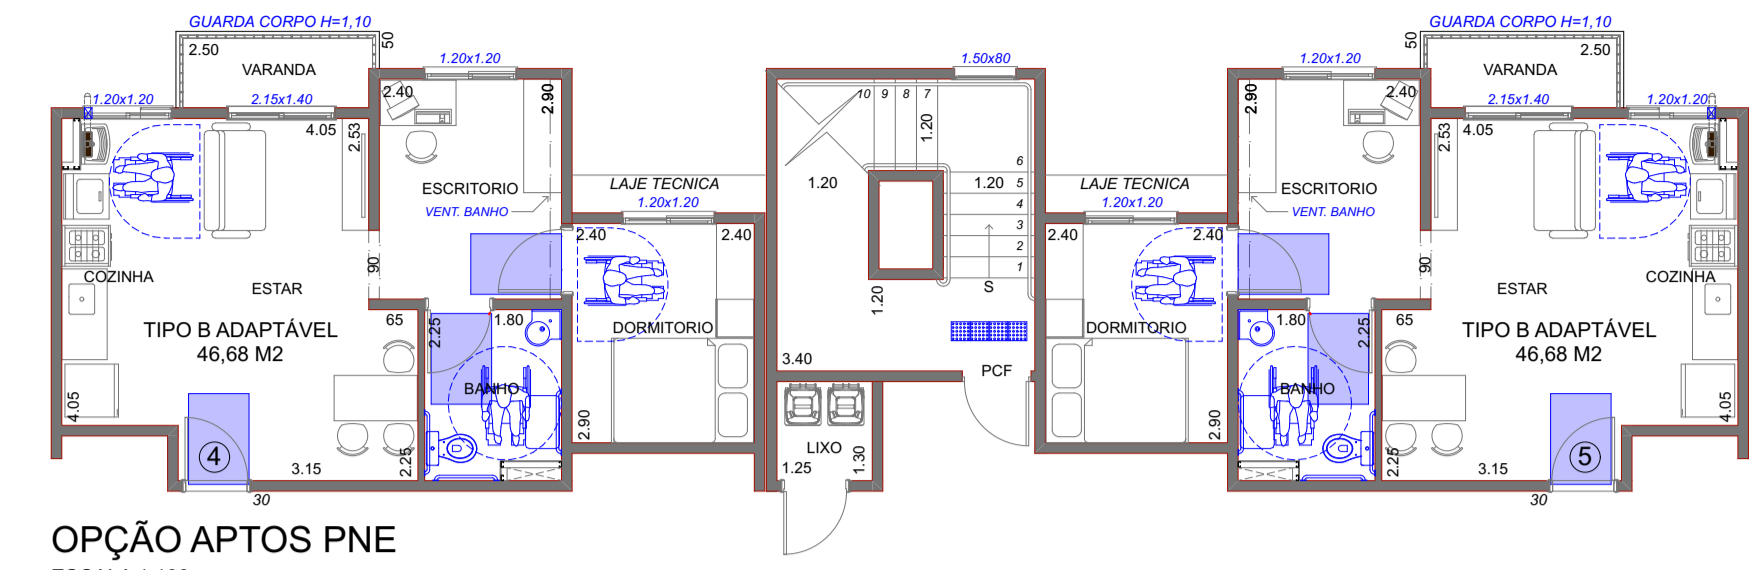 GUARDA CORPO H=1,10
GUARDA CORPO H=1,10
2.50
50
VARANDA
1.20x1.20
1.50x80
1.20x1.20
50
2.50
VARANDA
1.20x1.20
2.15x1.40
2.40
2.90
10
9
8
7
2.90
2.40
2.15x1.40
1.20x1.20
4.05
2.53
1.20
2.53
4.05
6
ESCRITORIO
LAJE TECNICA
1.20
1.20
5
LAJE TECNICA
ESCRITORIO
VENT. BANHO
1.20x1.20
4
1.20x1.20
VENT. BANHO
3
2.40
2.40
2
2.40
2.40
COZINHA
90
1
90
COZINHA
ESTAR
S
ESTAR
1.20
TIPO B ADAPTÁVEL
65
2.25
1.80
DORMITORIO
DORMITORIO
1.80
2.25
65
TIPO B ADAPTÁVEL
46,68 M2
3.40
PCF
46,68 M2
BANHO
BANHO
4.05
4.05
2.90
2.90
LIXO
4
3.15
2.25
1.25
1.30
2.25
3.15
5
30
30
OPÇÃO APTOS PNE